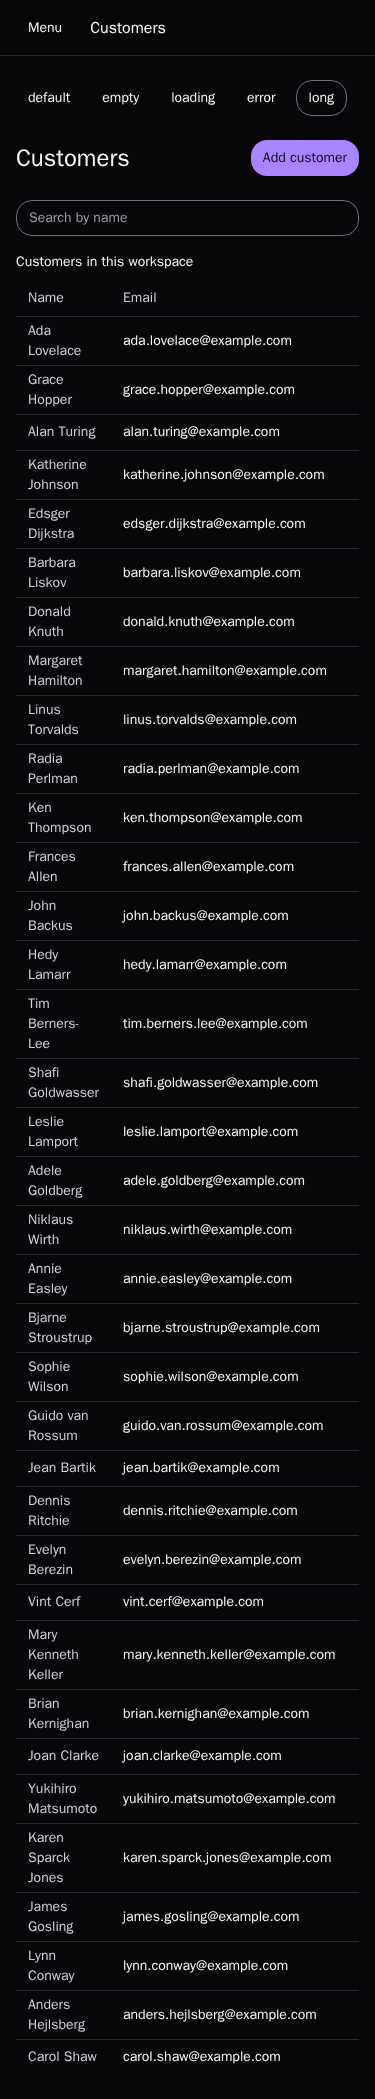 Menu Customers
default empty loading error long
Customers Add customer
Search by name
Customers in this workspace
Name Email
Ada
Lovelace ada.lovelace@example.com
Grace
Hopper grace.hopper@example.com
Alan Turing alan.turing@example.com
Katherine
Johnson katherine.johnson@example.com
Edsger
Dijkstra edsger.dijkstra@example.com
Barbara
Liskov barbara.liskov@example.com
Donald
Knuth donald.knuth@example.com
Margaret
Hamilton margaret.hamilton@example.com
Linus
Torvalds linus.torvalds@example.com
Radia
Perlman radia.perlman@example.com
Ken
Thompson ken.thompson@example.com
Frances
Allen frances.allen@example.com
John
Backus john.backus@example.com
Hedy
Lamarr hedy.lamarr@example.com
Tim
Berners-
Lee tim.berners.lee@example.com
Shafi
Goldwasser shafi.goldwasser@example.com
Leslie
Lamport leslie.lamport@example.com
Adele
Goldberg adele.goldberg@example.com
Niklaus
Wirth niklaus.wirth@example.com
Annie
Easley annie.easley@example.com
Bjarne
Stroustrup bjarne.stroustrup@example.com
Sophie
Wilson sophie.wilson@example.com
Guido van
Rossum guido.van.rossum@example.com
Jean Bartik jean.bartik@example.com
Dennis
Ritchie dennis.ritchie@example.com
Evelyn
Berezin evelyn.berezin@example.com
Vint Cerf vint.cerf@example.com
Mary
Kenneth
Keller mary.kenneth.keller@example.com
Brian
Kernighan brian.kernighan@example.com
Joan Clarke joan.clarke@example.com
Yukihiro
Matsumoto yukihiro.matsumoto@example.com
Karen
Sparck
Jones karen.sparck.jones@example.com
James
Gosling james.gosling@example.com
Lynn
Conway lynn.conway@example.com
Anders
Hejlsberg anders.hejlsberg@example.com
Carol Shaw carol.shaw@example.com